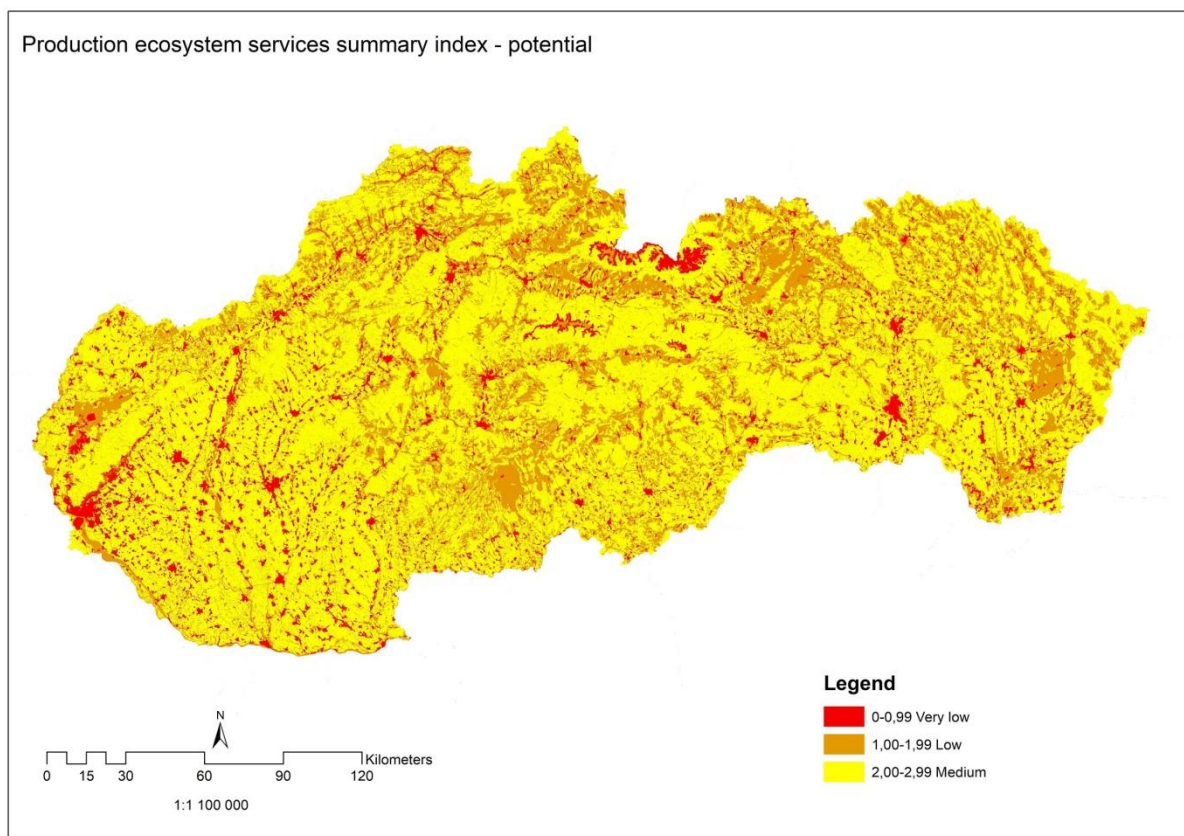 Production ecosystem services summary index - potential
Legend
0-0,99 Very low
1,00-1,99 Low
2,00-2,99 Medium
N
Kilometers
0 15 30 60 90 120
1:1 100 000